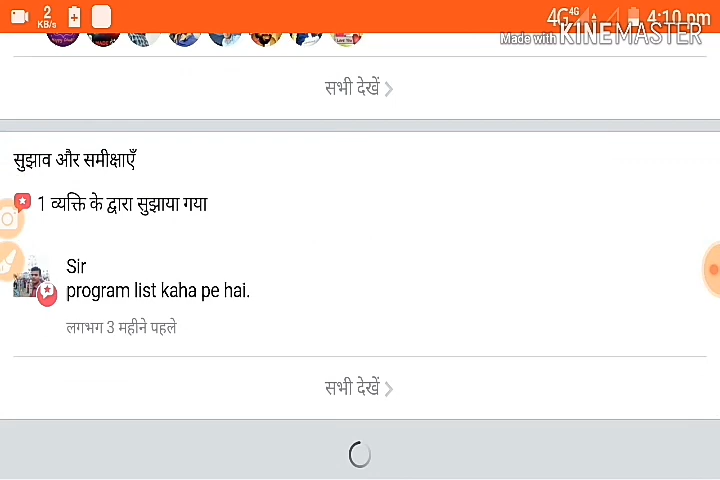 2
KB/s
4G 4G 4:10 pm
Made with KINEMASTER
सभी देखें
सुझाव और समीक्षाएँ
1 व्यक्ति के द्वारा सुझाया गया
Sir
program list kaha pe hai.
लगभग 3 महीने पहले
सभी देखें